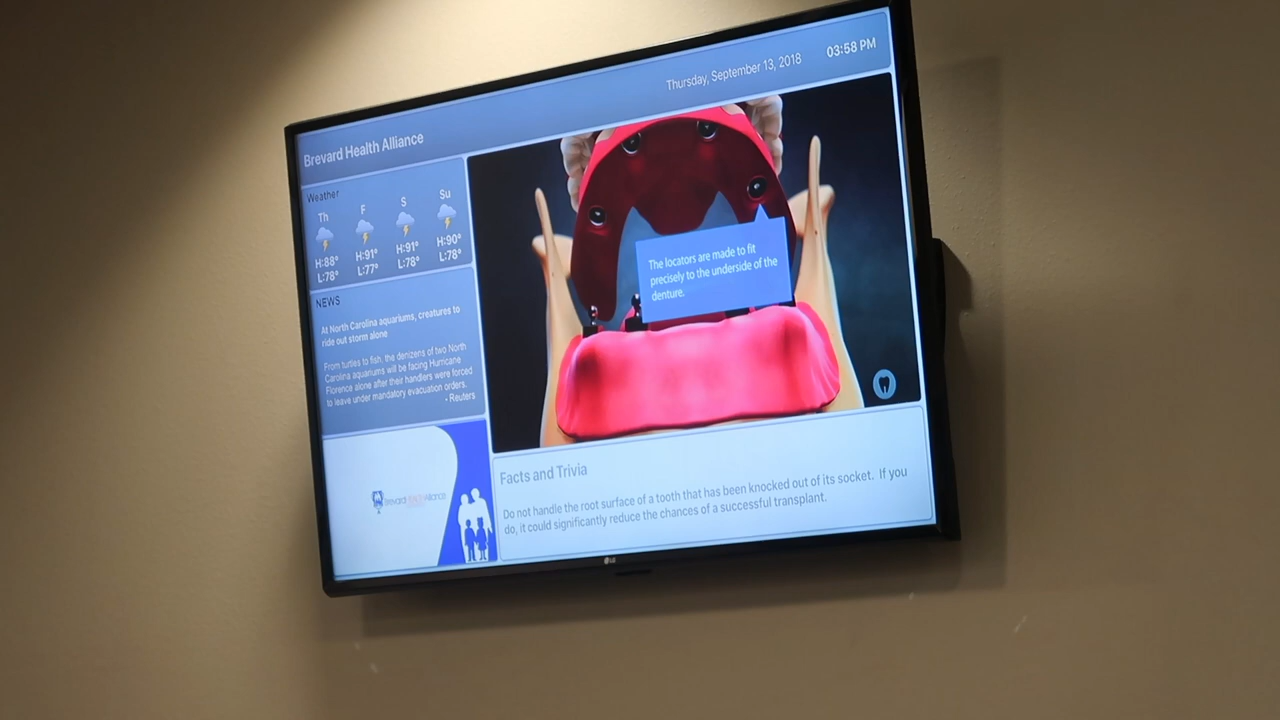 Thursday, September 13, 2018
03:58 PM
Brevard Health Alliance
Weather
Th F S Su
H:88° H:91° H:91° H:90°
L:78° L:77° L:78° L:78°
NEWS
At North Carolina aquariums, creatures to
ride out storm alone
From turtles to fish, the denizens of two North
Carolina aquariums will be facing Hurricane
Florence alone after their handlers were forced
to leave under mandatory evacuation orders.
- Reuters
The locators are made to fit
precisely to the underside of the
denture.
Brevard Health Alliance
Facts and Trivia
Do not handle the root surface of a tooth that has been knocked out of its socket. If you
do, it could significantly reduce the chances of a successful transplant.
LG